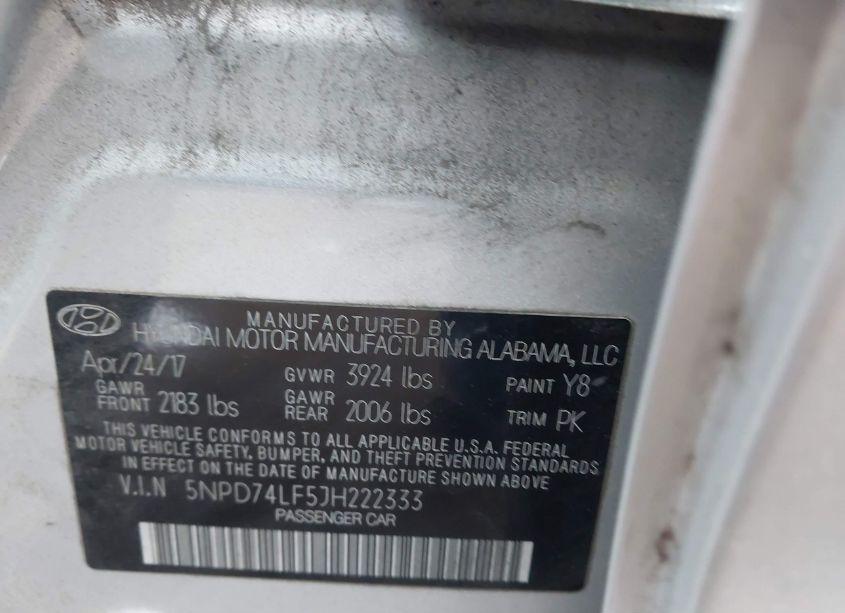 MANUFACTURED BY
HYUNDAI MOTOR MANUFACTURING ALABAMA, LLC
Apr/24/17 GVWR 3924 lbs PAINT Y8
GAWR FRONT 2183 lbs GAWR REAR 2006 lbs TRIM PK
THIS VEHICLE CONFORMS TO ALL APPLICABLE U.S.A. FEDERAL
MOTOR VEHICLE SAFETY, BUMPER, AND THEFT PREVENTION STANDARDS
IN EFFECT ON THE DATE OF MANUFACTURE SHOWN ABOVE
V.I.N 5NPD74LF5JH222333
PASSENGER CAR